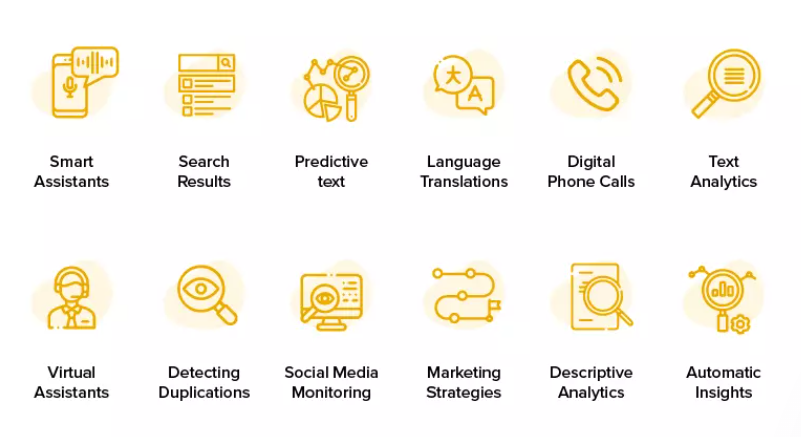 Smart
Assistants
Search
Results
Predictive
text
Language
Translations
Digital
Phone Calls
Text
Analytics
Virtual
Assistants
Detecting
Duplications
Social Media
Monitoring
Marketing
Strategies
Descriptive
Analytics
Automatic
Insights